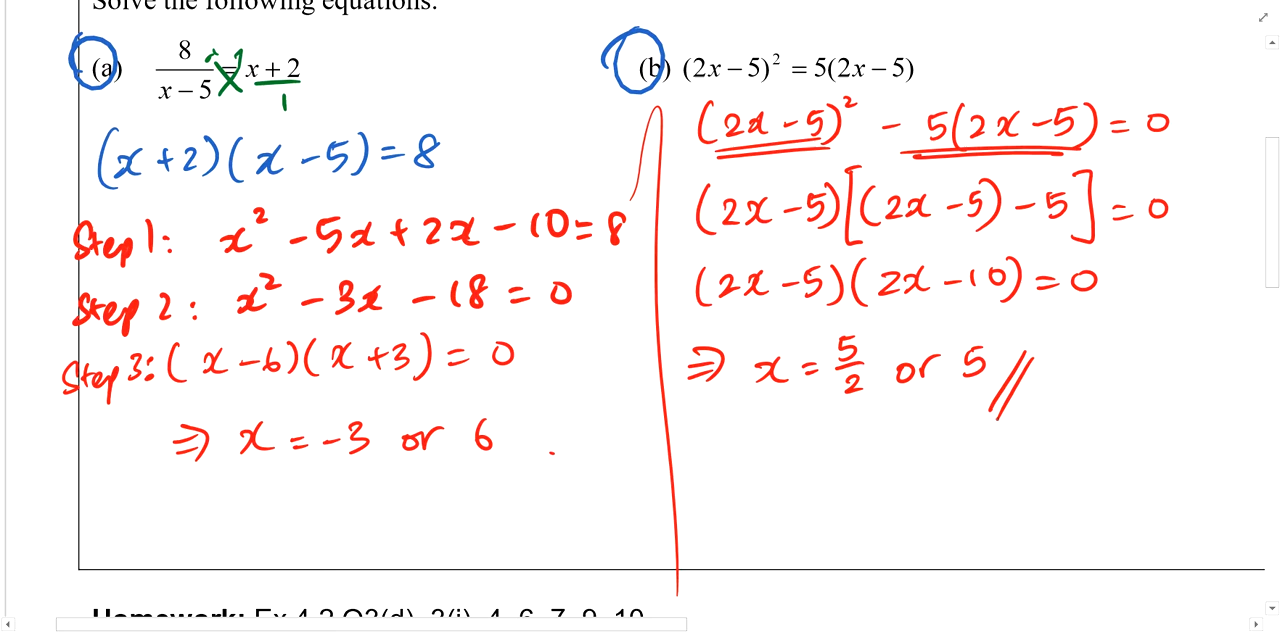 Solve the following equations.
(a) 8/(x − 5) = x + 2
1
(x + 2)(x − 5) = 8
Step 1: x² − 5x + 2x − 10 = 8
Step 2: x² − 3x − 18 = 0
Step 3: (x − 6)(x + 3) = 0
⇒ x = −3 or 6
(b) (2x − 5)² = 5(2x − 5)
(2x − 5)² − 5(2x − 5) = 0
(2x − 5)[(2x − 5) − 5] = 0
(2x − 5)(2x − 10) = 0
⇒ x = 5/2 or 5 //
Homework: Ex 4.2 Q3(d), 3(i), 4, 6, 7, 9, 10